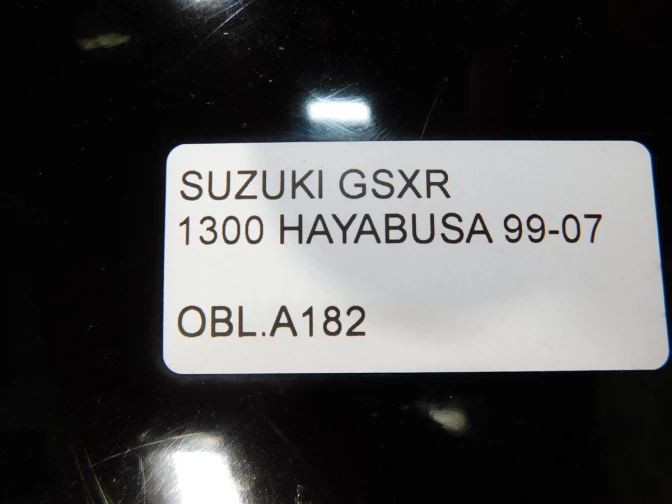 SUZUKI GSXR
1300 HAYABUSA 99-07
OBL.A182